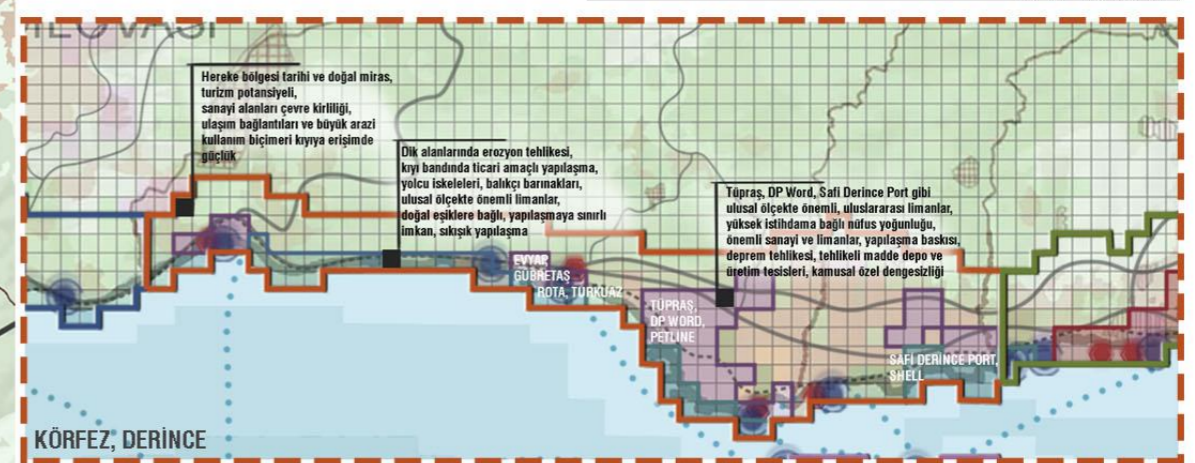 ILOVASI
Hereke bölgesi tarihi ve doğal miras,
turizm potansiyeli,
sanayi alanları çevre kirliliği,
ulaşım bağlantıları ve büyük arazi
kullanım biçimeri kıyıya erişimde
güçlük
Dik alanlarında erozyon tehlikesi,
kıyı bandında ticari amaçlı yapılaşma,
yolcu iskeleleri, balıkçı barınakları,
ulusal ölçekte önemli limanlar,
doğal eşiklere bağlı, yapılaşmaya sınırlı
imkan, sıkışık yapılaşma
Tüpraş, DP Word, Safi Derince Port gibi
ulusal ölçekte önemli, uluslararası limanlar,
yüksek istihdama bağlı nüfus yoğunluğu,
önemli sanayi ve limanlar, yapılaşma baskısı,
deprem tehlikesi, tehlikeli madde depo ve
üretim tesisleri, kamusal özel dengesizliği
EVYAP
GÜBRETAŞ
ROTA, TURKUAZ
TÜPRAŞ,
DP WORD,
PETLINE
SAFİ DERİNCE PORT,
SHELL
KÖRFEZ, DERİNCE